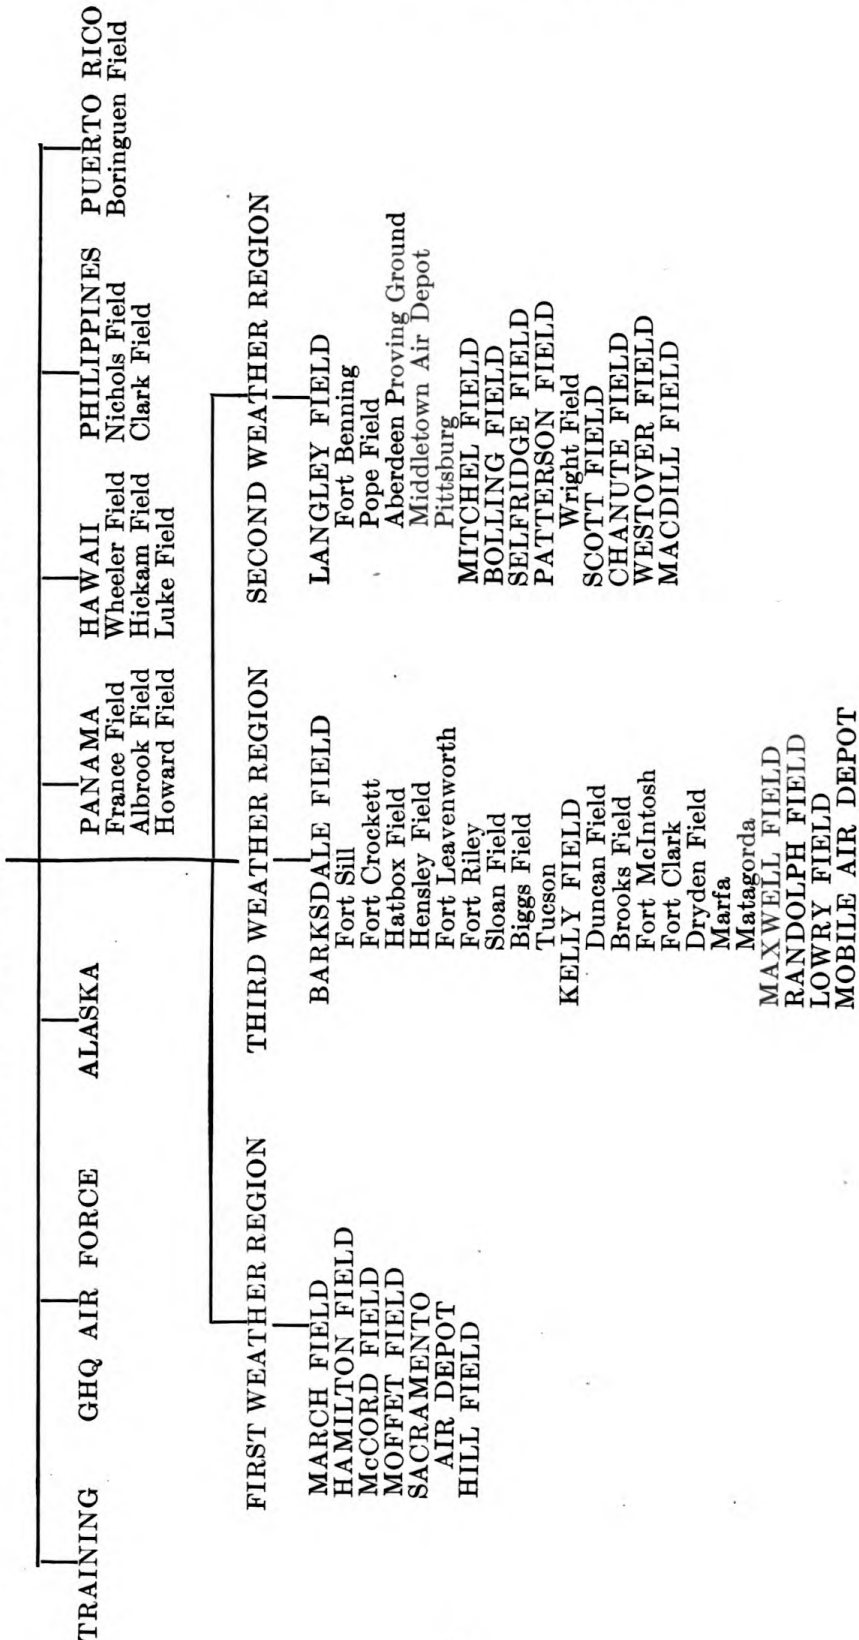 TRAINING
GHQ AIR FORCE
ALASKA
PANAMA
France Field
Albrook Field
Howard Field
HAWAII
Wheeler Field
Hickam Field
Luke Field
PHILIPPINES
Nichols Field
Clark Field
PUERTO RICO
Boringuen Field
FIRST WEATHER REGION
MARCH FIELD
HAMILTON FIELD
McCORD FIELD
MOFFET FIELD
SACRAMENTO
AIR DEPOT
HILL FIELD
THIRD WEATHER REGION
BARKSDALE FIELD
Fort Sill
Fort Crockett
Hatbox Field
Hensley Field
Fort Leavenworth
Fort Riley
Sloan Field
Biggs Field
Tucson
KELLY FIELD
Duncan Field
Brooks Field
Fort McIntosh
Fort Clark
Dryden Field
Marfa
Matagorda
MAXWELL FIELD
RANDOLPH FIELD
LOWRY FIELD
MOBILE AIR DEPOT
SECOND WEATHER REGION
LANGLEY FIELD
Fort Benning
Pope Field
Aberdeen Proving Ground
Middletown Air Depot
Pittsburg
MITCHEL FIELD
BOLLING FIELD
SELFRIDGE FIELD
PATTERSON FIELD
Wright Field
SCOTT FIELD
CHANUTE FIELD
WESTOVER FIELD
MACDILL FIELD